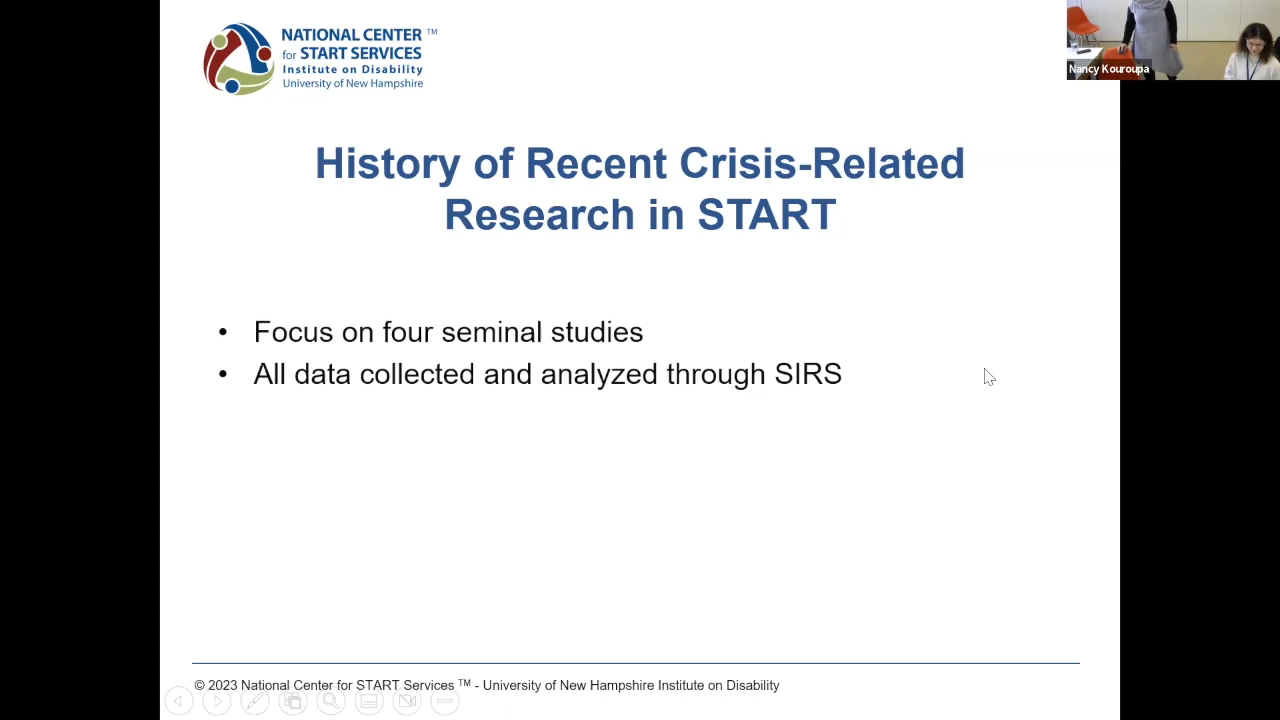 NATIONAL CENTER ™
for START SERVICES
Institute on Disability
University of New Hampshire
Nancy Kouroupa
History of Recent Crisis-Related
Research in START
• Focus on four seminal studies
• All data collected and analyzed through SIRS
© 2023 National Center for START Services ™ - University of New Hampshire Institute on Disability